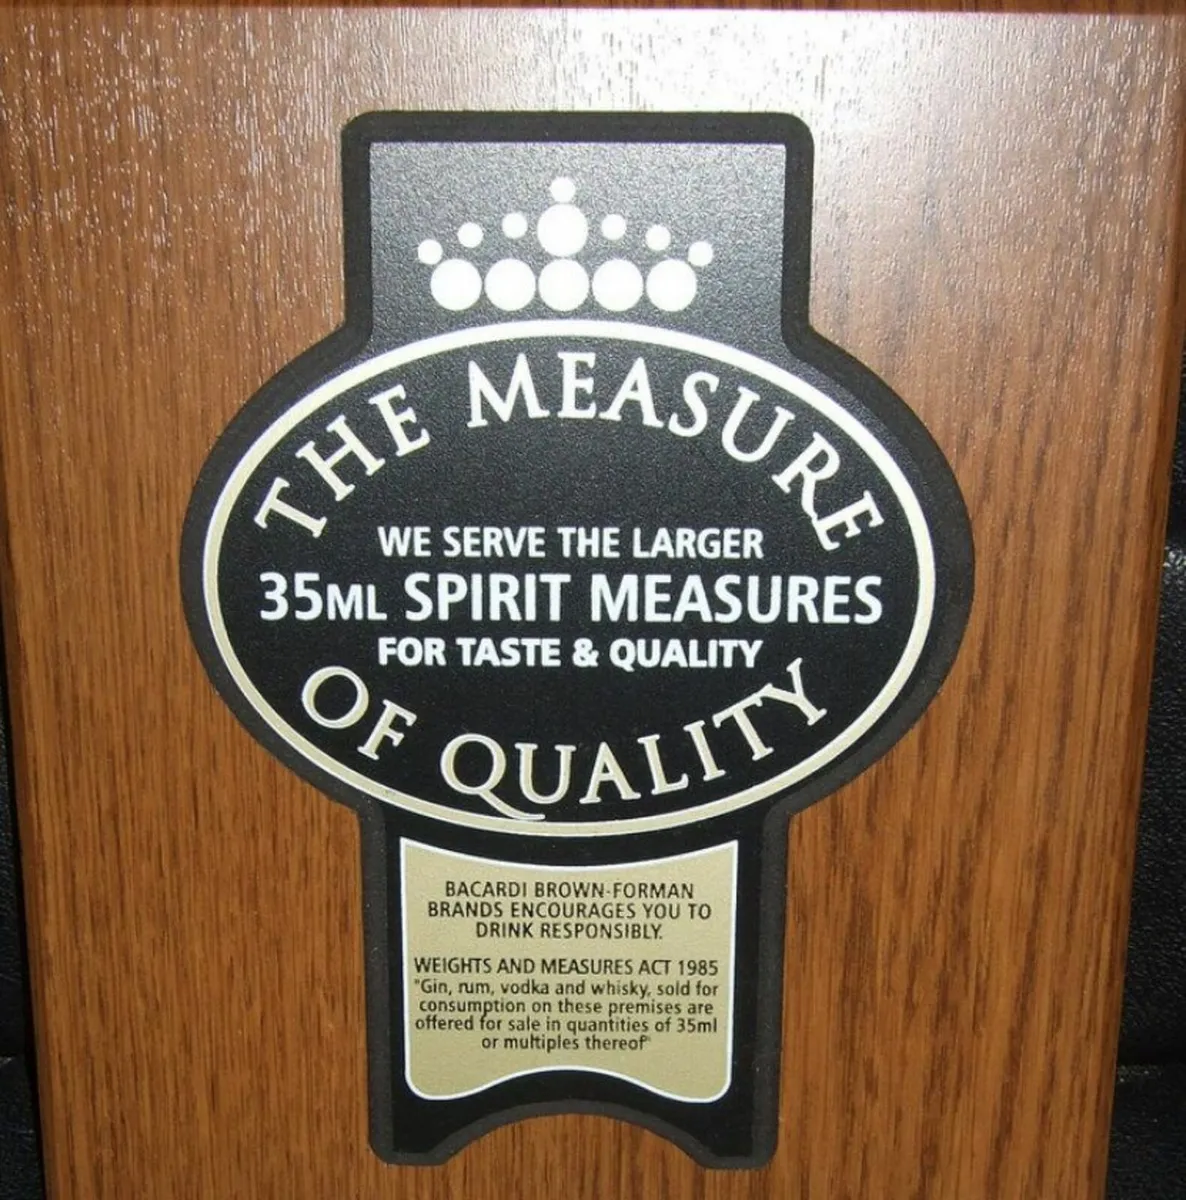 THE MEASURE
WE SERVE THE LARGER
35ML SPIRIT MEASURES
FOR TASTE & QUALITY
OF QUALITY
BACARDI BROWN-FORMAN
BRANDS ENCOURAGES YOU TO
DRINK RESPONSIBLY.
WEIGHTS AND MEASURES ACT 1985
"Gin, rum, vodka and whisky, sold for
consumption on these premises are
offered for sale in quantities of 35ml
or multiples thereof"